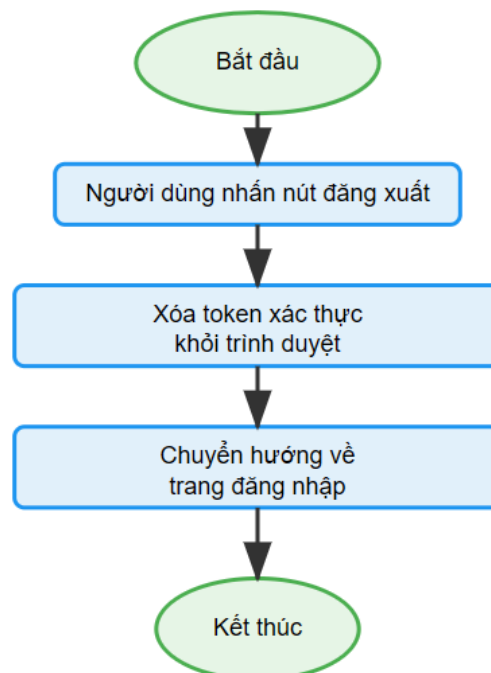 Bắt đầu
Người dùng nhấn nút đăng xuất
Xóa token xác thực
khỏi trình duyệt
Chuyển hướng về
trang đăng nhập
Kết thúc